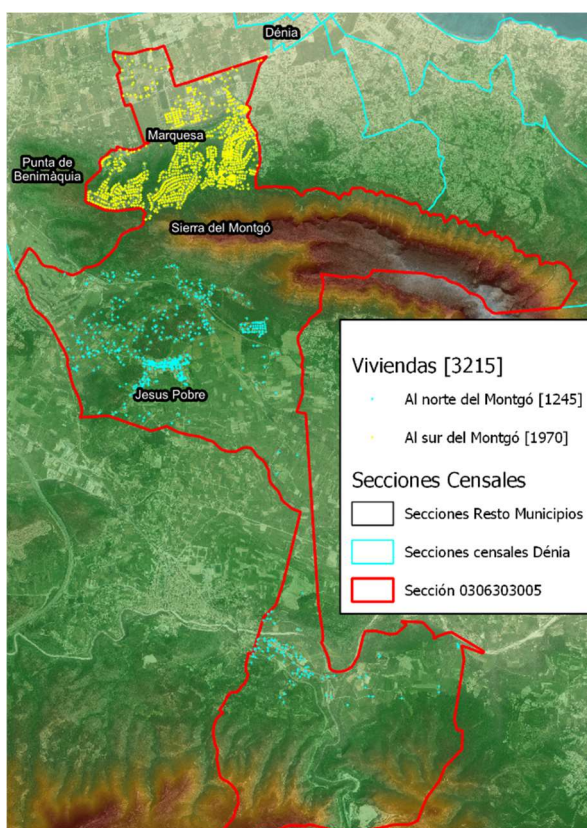 Dénia
Marquesa
Punta de
Benimàquia
Sierra del Montgó
Jesus Pobre
Viviendas [3215]
Al norte del Montgó [1245]
Al sur del Montgó [1970]
Secciones Censales
Secciones Resto Municipios
Secciones censales Dénia
Sección 0306303005